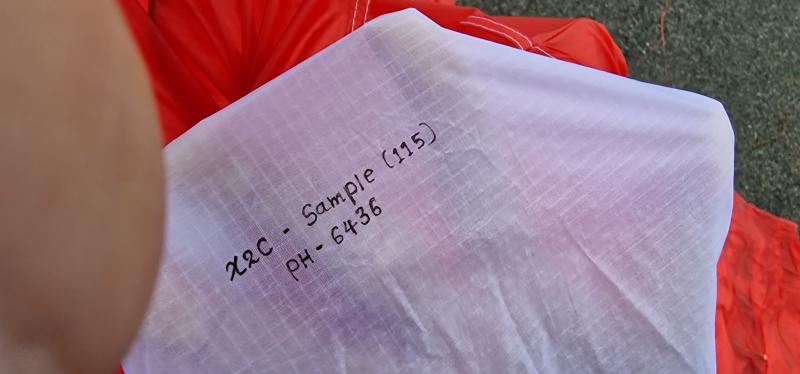 X2C - Sample (115)
PH - 6436